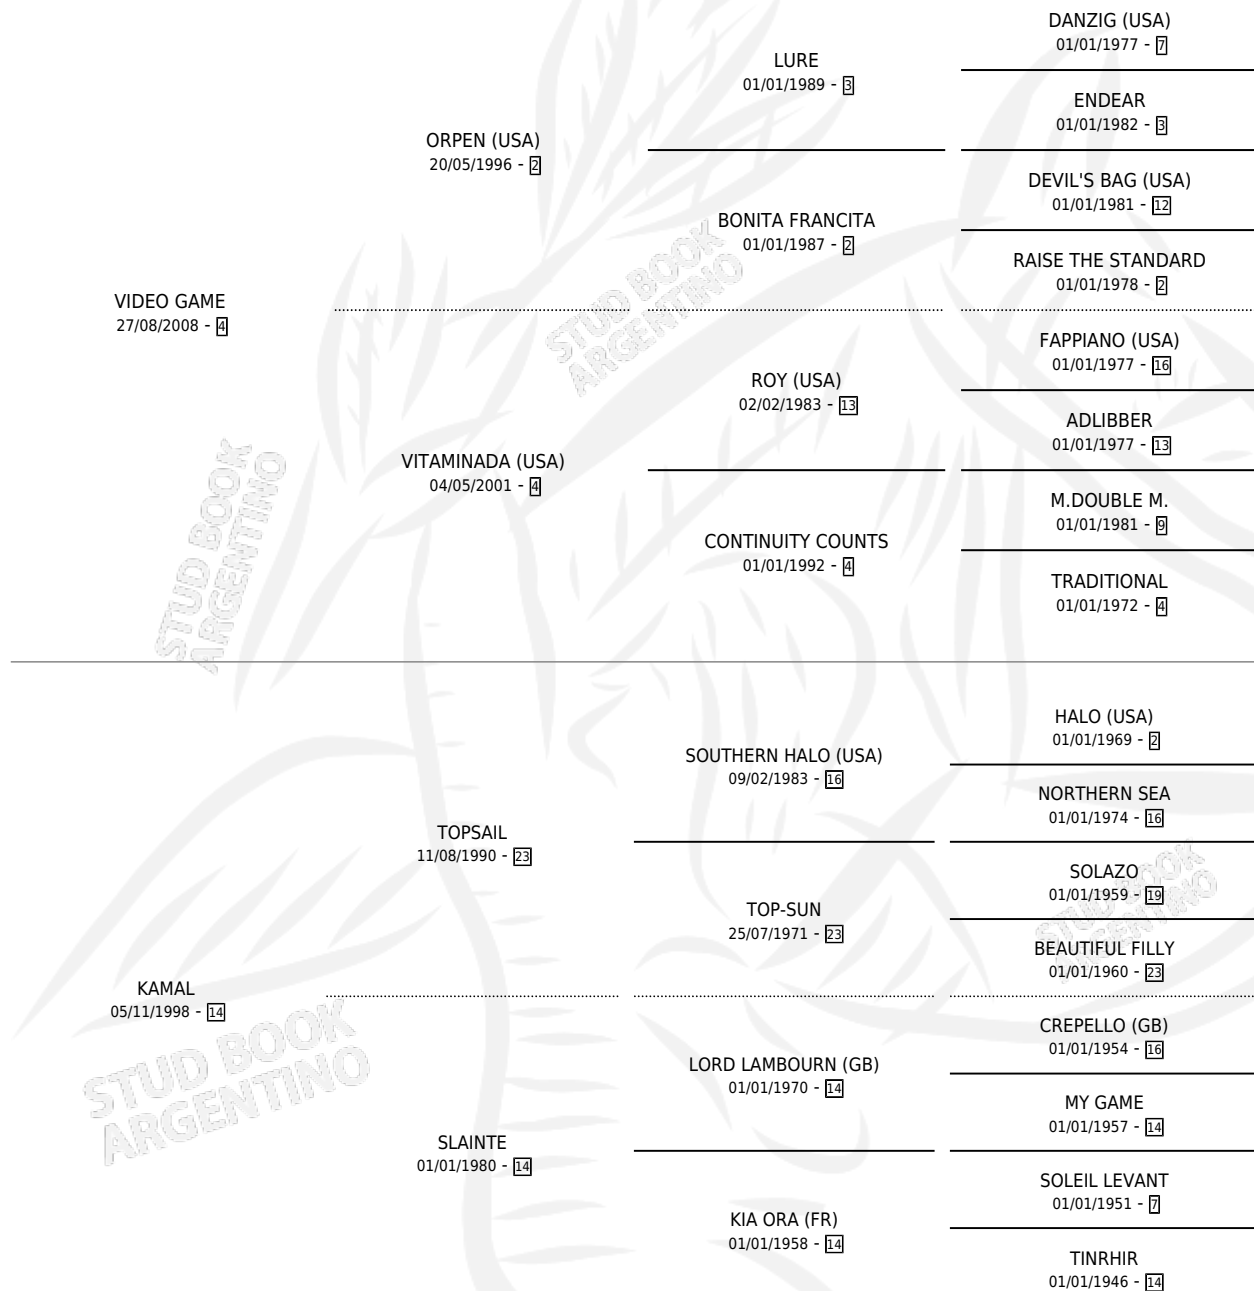 DANZIG (USA)
01/01/1977 - 7
LURE
01/01/1989 - 3
ENDEAR
01/01/1982 - 3
ORPEN (USA)
20/05/1996 - 2
DEVIL'S BAG (USA)
01/01/1981 - 12
BONITA FRANCITA
01/01/1987 - 2
RAISE THE STANDARD
01/01/1978 - 2
VIDEO GAME
27/08/2008 - 4
FAPPIANO (USA)
01/01/1977 - 16
ROY (USA)
02/02/1983 - 13
ADLIBBER
01/01/1977 - 13
VITAMINADA (USA)
04/05/2001 - 4
M.DOUBLE M.
01/01/1981 - 9
CONTINUITY COUNTS
01/01/1992 - 4
TRADITIONAL
01/01/1972 - 4
HALO (USA)
01/01/1969 - 2
SOUTHERN HALO (USA)
09/02/1983 - 16
NORTHERN SEA
01/01/1974 - 16
TOPSAIL
11/08/1990 - 23
SOLAZO
01/01/1959 - 19
TOP-SUN
25/07/1971 - 23
BEAUTIFUL FILLY
01/01/1960 - 23
KAMAL
05/11/1998 - 14
CREPELLO (GB)
01/01/1954 - 16
LORD LAMBOURN (GB)
01/01/1970 - 14
MY GAME
01/01/1957 - 14
SLAINTE
01/01/1980 - 14
SOLEIL LEVANT
01/01/1951 - 7
KIA ORA (FR)
01/01/1958 - 14
TINRHIR
01/01/1946 - 14
STUD BOOK
ARGENTINO
STUD BOOK
ARGENTINO
STUD BOOK
ARGENTINO
STUD BOOK
ARGENTINO